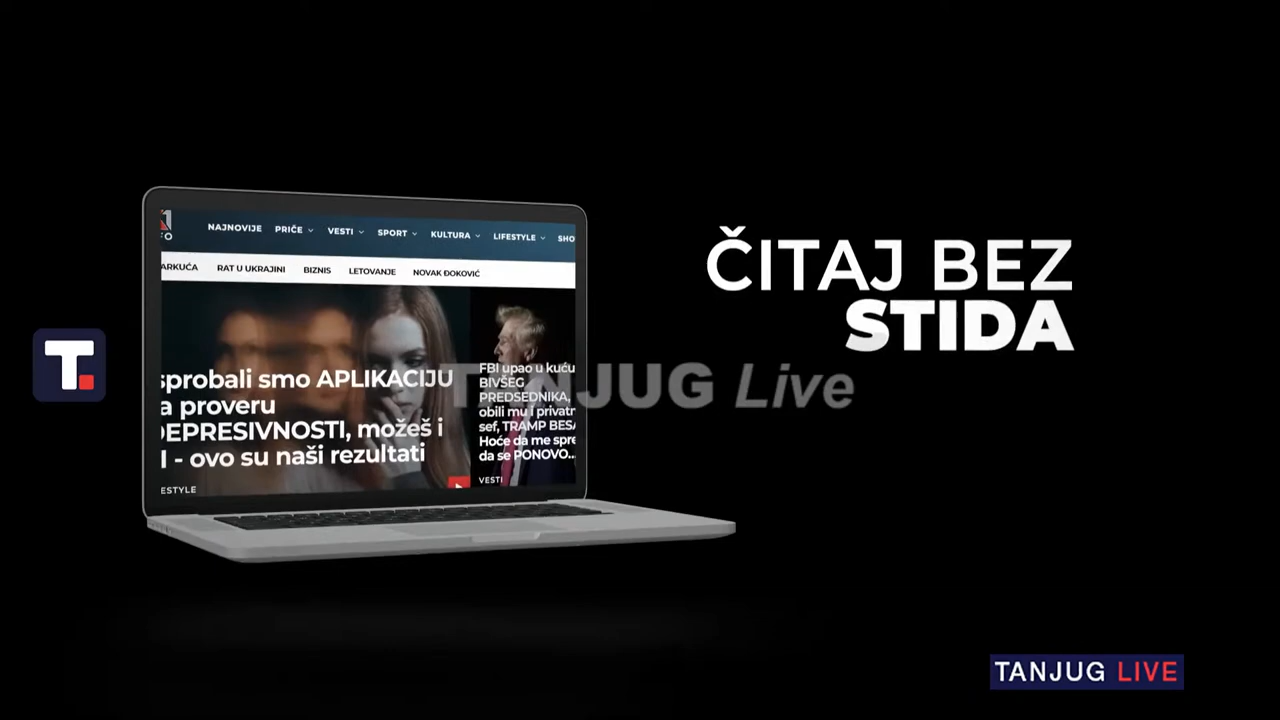 NAJNOVIJE PRIČE VESTI SPORT KULTURA LIFESTYLE
RAT U UKRAJINI BIZNIS LETOVANJE NOVAK ĐOKOVIĆ
ČITAJ BEZ
STIDA
T.
sprobali smo APLIKACIJU
a proveru
DEPRESIVNOSTI, možeš i
I - ovo su naši rezultati
ESTYLE
FBI upao u kuću
BIVŠEG
PREDSEDNIKA,
obili mu i privatn
sef, TRAMP BESA
Hoće da me spre
da se PONOVO...
VESTI
TANJUG Live
TANJUG LIVE